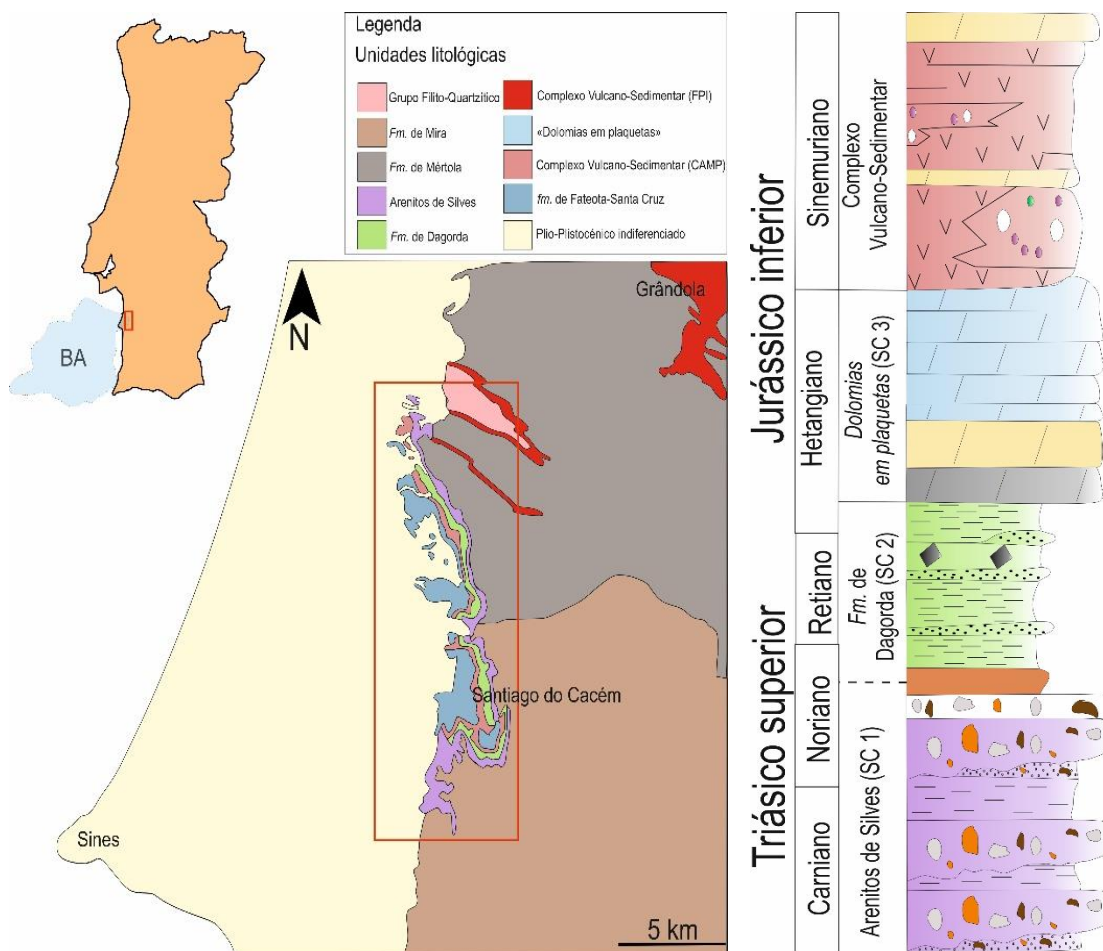 BA
Legenda
Unidades litológicas
Grupo Filito-Quartzítico
Fm. de Mira
Fm. de Mértola
Arenitos de Silves
Fm. de Dagorda
Complexo Vulcano-Sedimentar (FPI)
«Dolomias em plaquetas»
Complexo Vulcano-Sedimentar (CAMP)
fm. de Fateota-Santa Cruz
Plio-Plistocénico indiferenciado
N
Grândola
Santiago do Cacém
Sines
5 km
Jurássico inferior
Triásico superior
Sinemuriano
Hetangiano
Retiano
Noriano
Carniano
Complexo
Vulcano-Sedimentar
Dolomias
em plaquetas (SC 3)
Fm. de
Dagorda (SC 2)
Arenitos de Silves (SC 1)